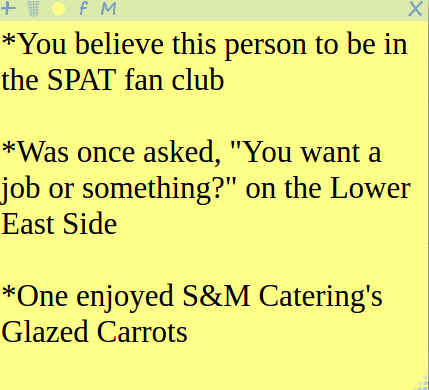 f M X
*You believe this person to be in
the SPAT fan club
*Was once asked, "You want a
job or something?" on the Lower
East Side
*One enjoyed S&M Catering's
Glazed Carrots